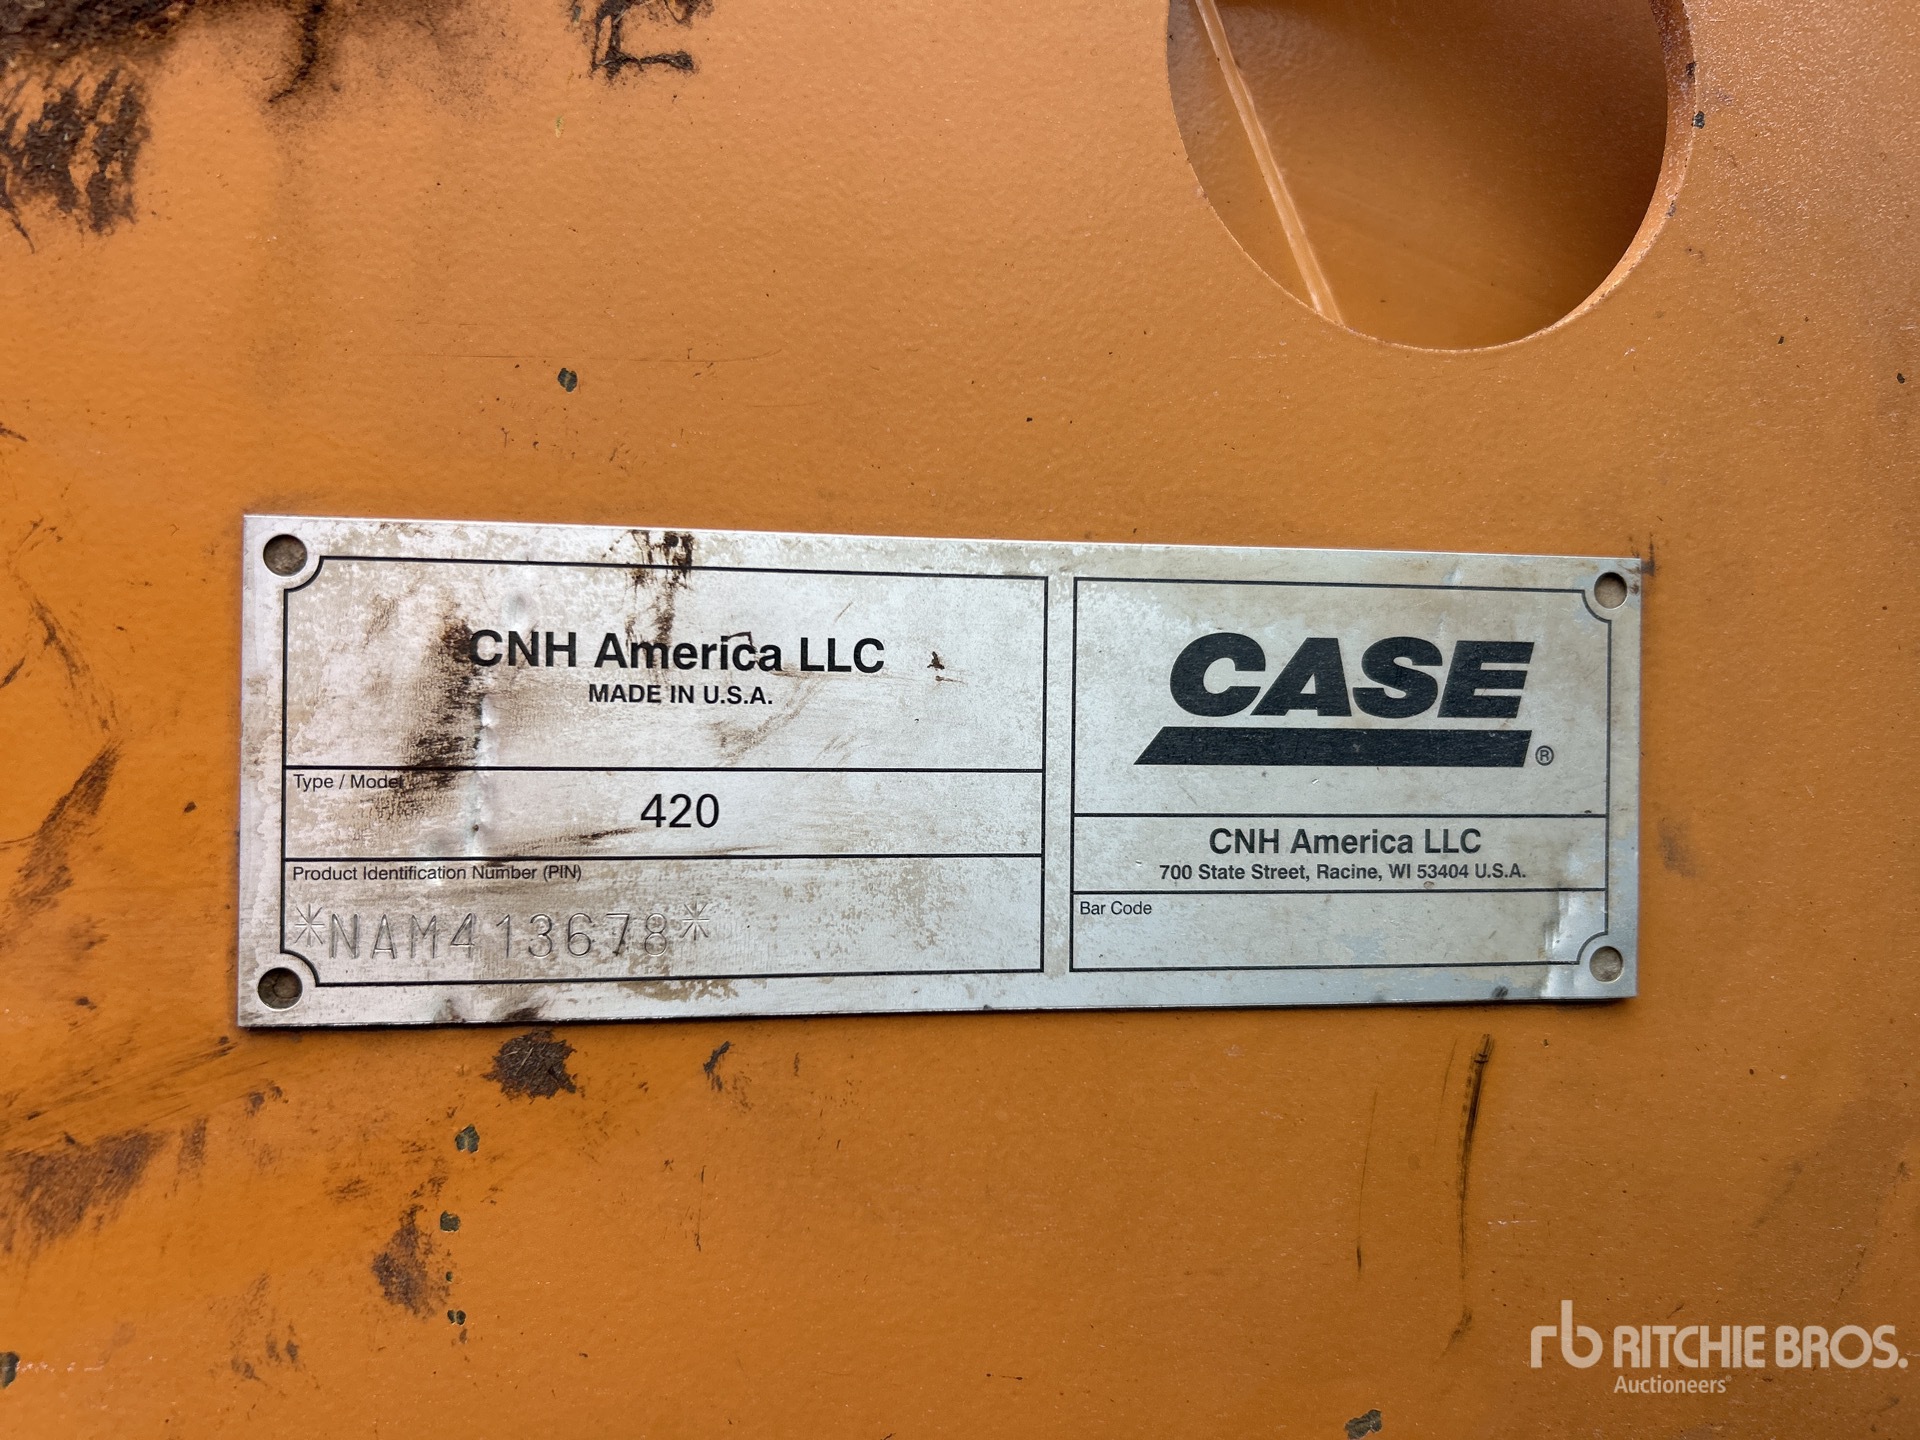 CNH America LLC
MADE IN U.S.A.
Type / Model
420
Product Identification Number (PIN)
*NAM413678*
CASE
®
CNH America LLC
700 State Street, Racine, WI 53404 U.S.A.
Bar Code
rb RITCHIE BROS.
Auctioneers